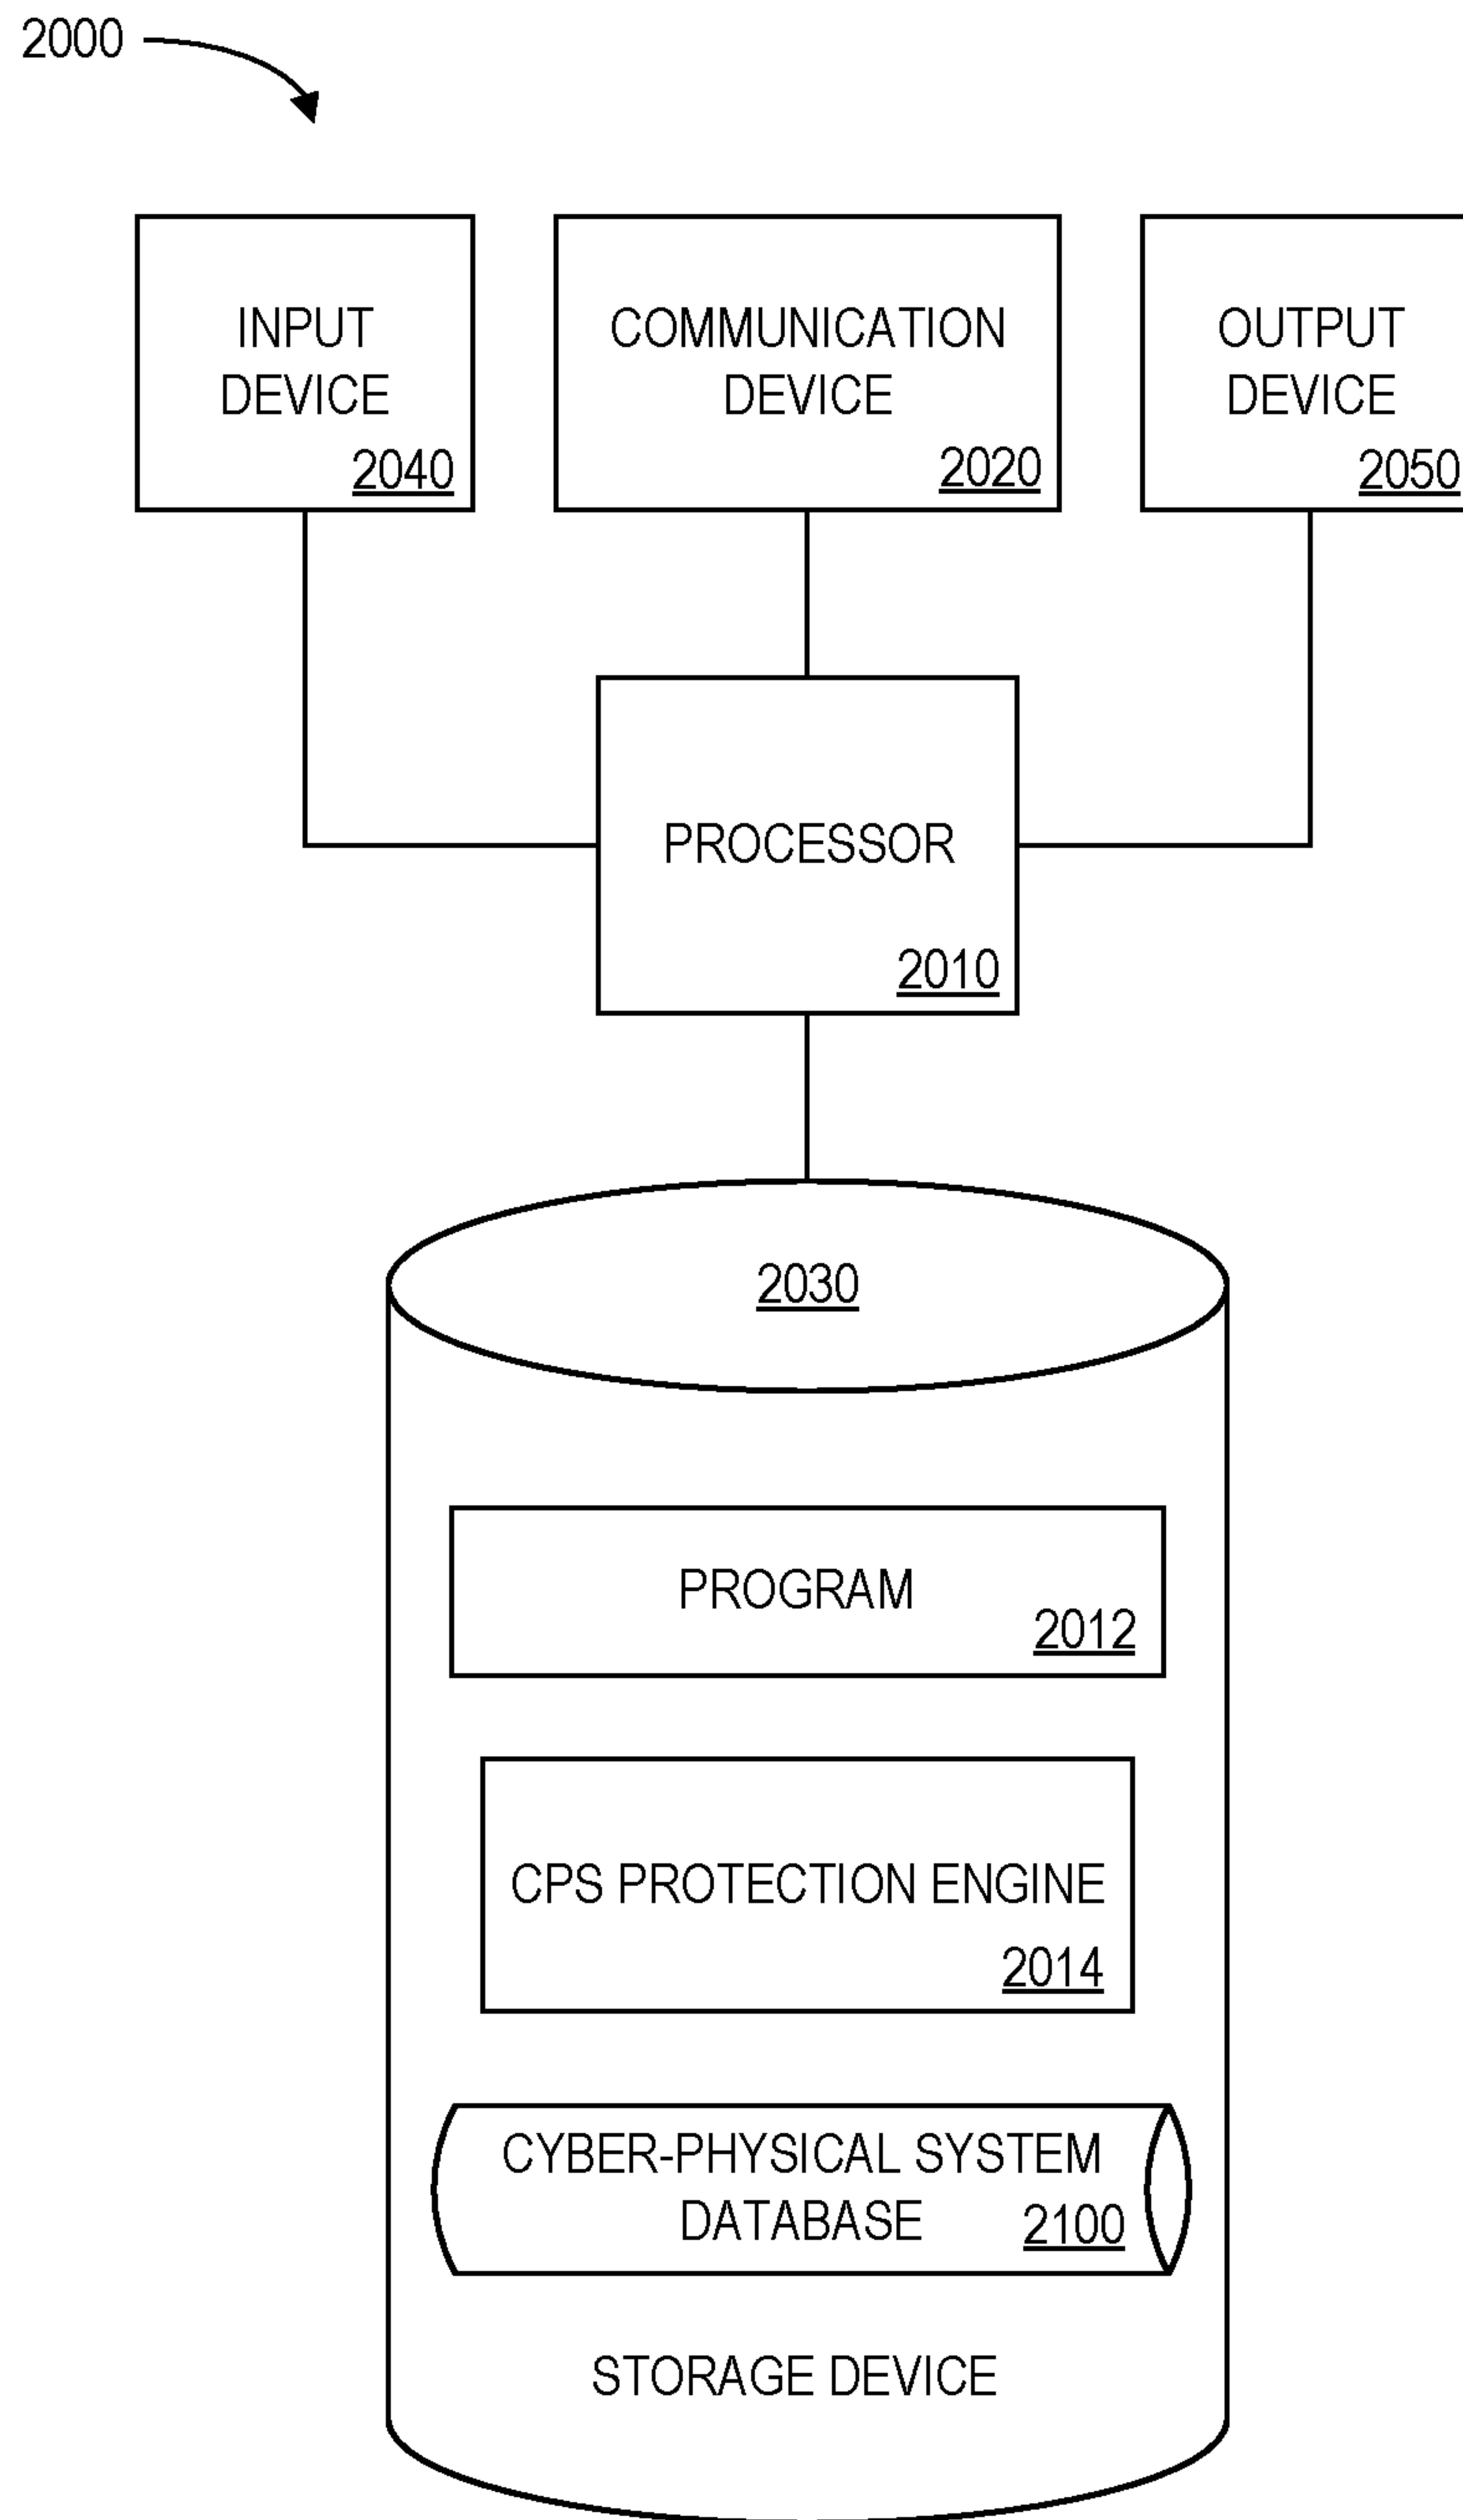 2000
INPUT
DEVICE
2040
COMMUNICATION
DEVICE
2020
OUTPUT
DEVICE
2050
PROCESSOR
2010
2030
PROGRAM
2012
CPS PROTECTION ENGINE
2014
CYBER-PHYSICAL SYSTEM
DATABASE
2100
STORAGE DEVICE